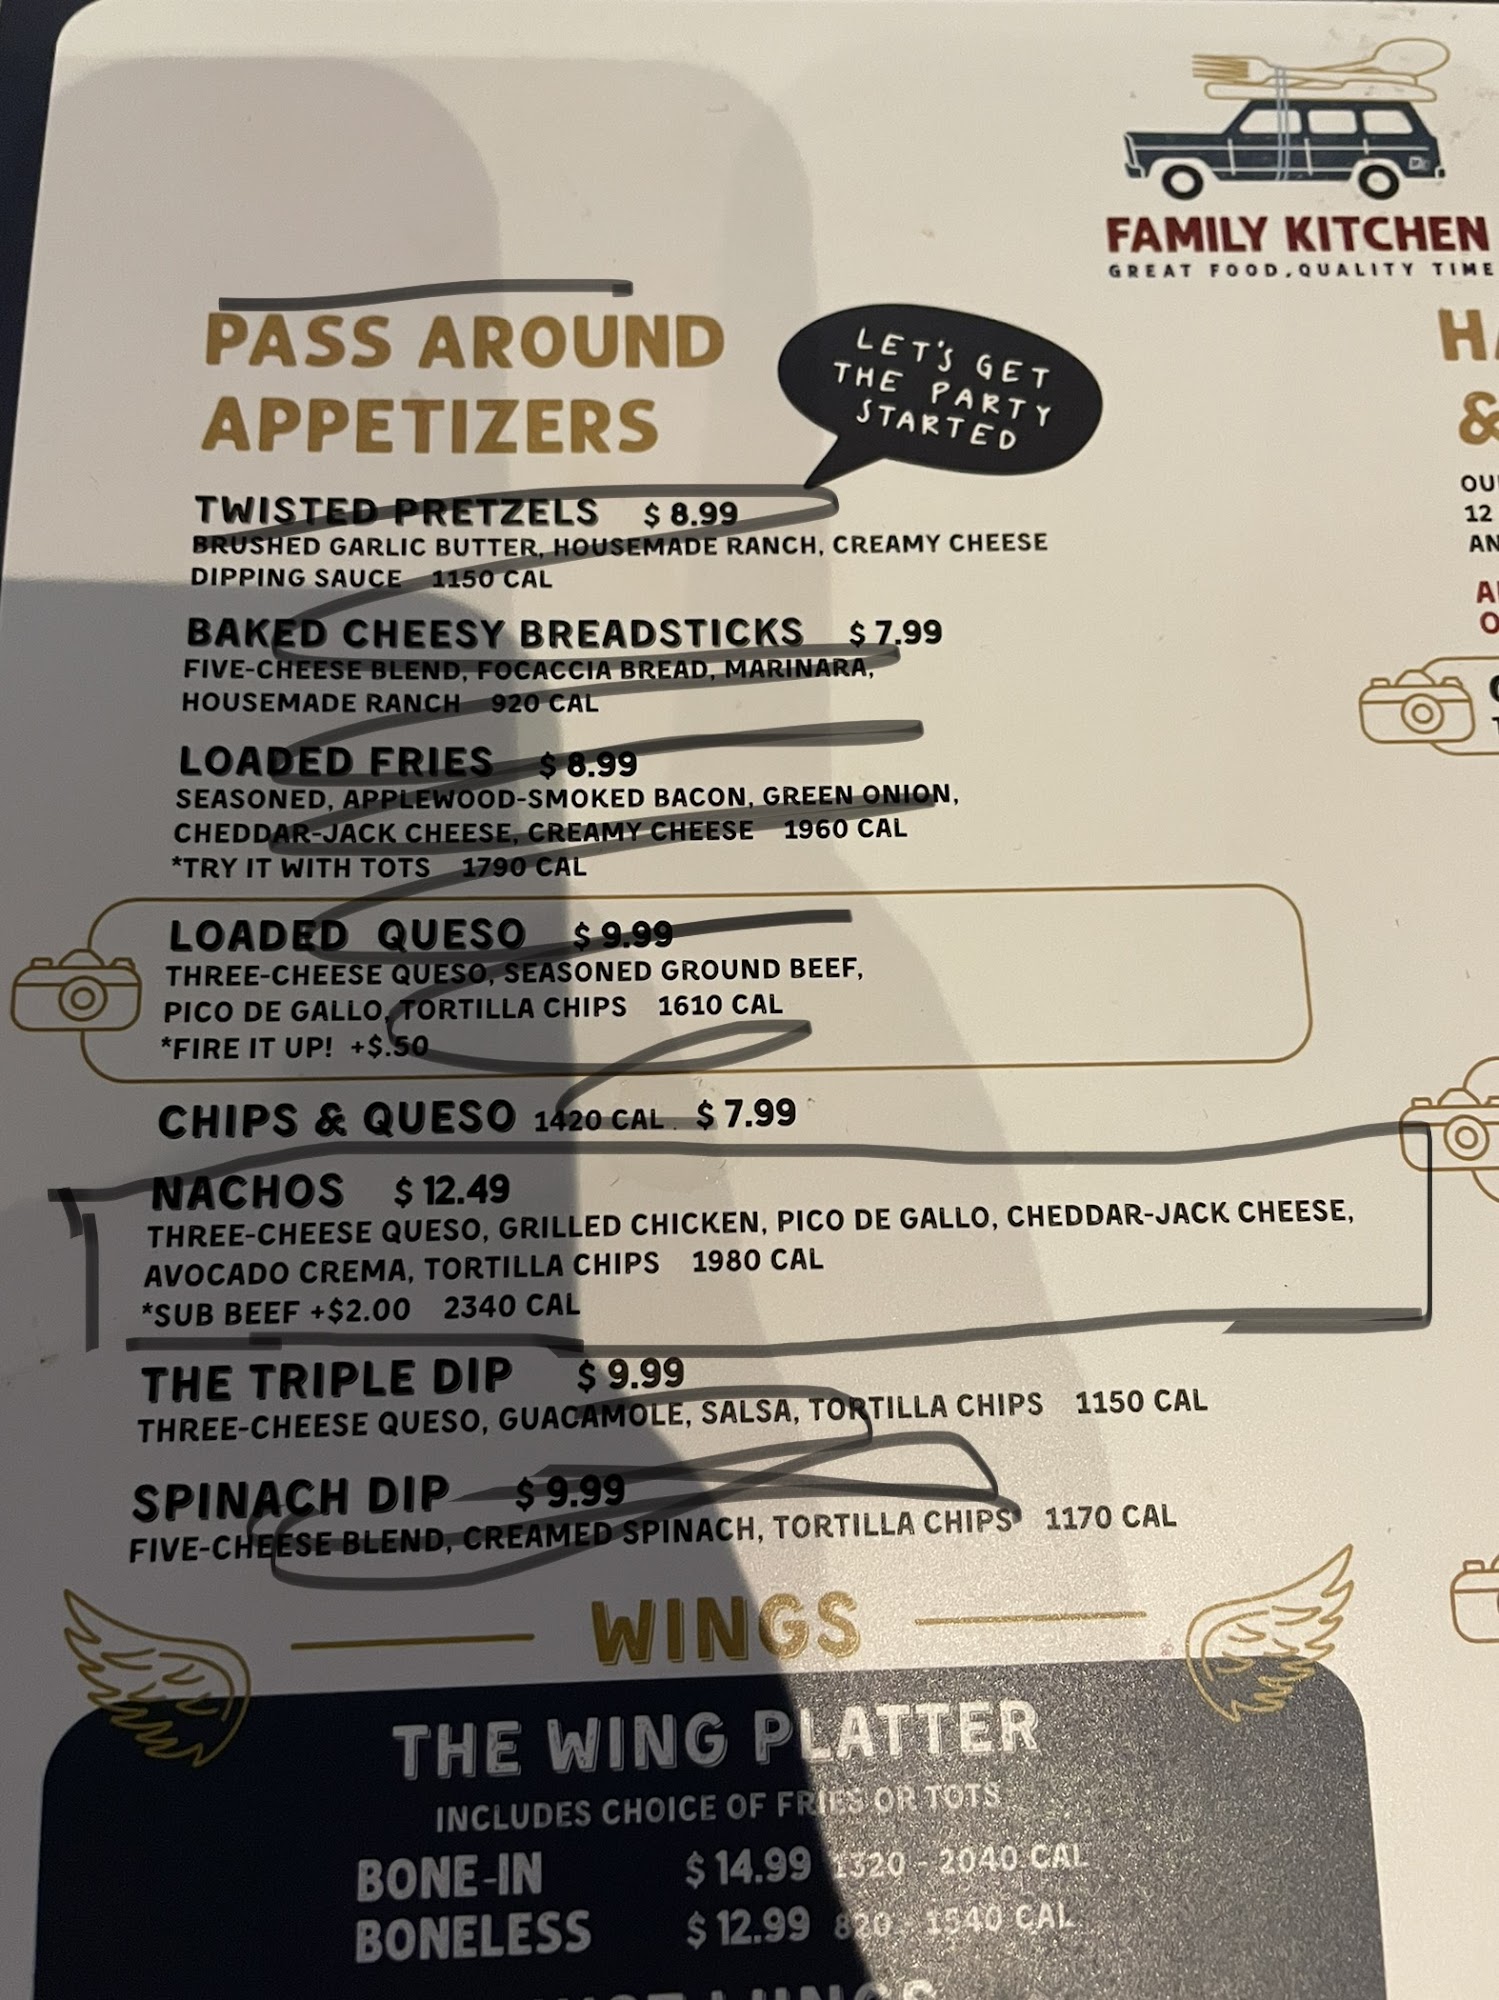 FAMILY KITCHEN
GREAT FOOD, QUALITY TIME
PASS AROUND
APPETIZERS
LET'S GET
THE PARTY
STARTED
TWISTED PRETZELS $8.99
BRUSHED GARLIC BUTTER, HOUSEMADE RANCH, CREAMY CHEESE
DIPPING SAUCE 1150 CAL
BAKED CHEESY BREADSTICKS $7.99
FIVE-CHEESE BLEND, FOCACCIA BREAD, MARINARA,
HOUSEMADE RANCH 920 CAL
LOADED FRIES $8.99
SEASONED, APPLEWOOD-SMOKED BACON, GREEN ONION,
CHEDDAR-JACK CHEESE, CREAMY CHEESE 1960 CAL
*TRY IT WITH TOTS 1790 CAL
LOADED QUESO $9.99
THREE-CHEESE QUESO, SEASONED GROUND BEEF,
PICO DE GALLO, TORTILLA CHIPS 1610 CAL
*FIRE IT UP! +$.50
CHIPS & QUESO 1420 CAL $7.99
NACHOS $12.49
THREE-CHEESE QUESO, GRILLED CHICKEN, PICO DE GALLO, CHEDDAR-JACK CHEESE,
AVOCADO CREMA, TORTILLA CHIPS 1980 CAL
*SUB BEEF +$2.00 2340 CAL
THE TRIPLE DIP $9.99
THREE-CHEESE QUESO, GUACAMOLE, SALSA, TORTILLA CHIPS 1150 CAL
SPINACH DIP $9.99
FIVE-CHEESE BLEND, CREAMED SPINACH, TORTILLA CHIPS 1170 CAL
WINGS
THE WING PLATTER
INCLUDES CHOICE OF FRIES OR TOTS
BONE-IN $14.99 1320 - 2040 CAL
BONELESS $12.99 820 - 1540 CAL
&
12